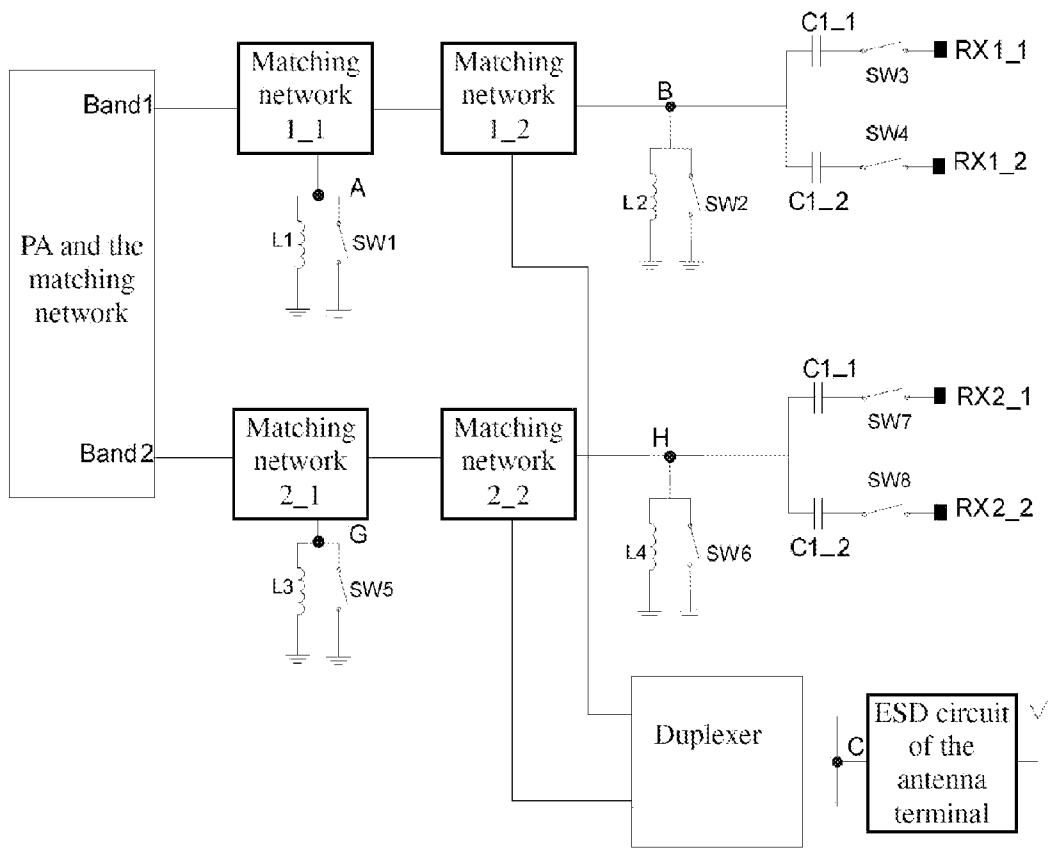 C1_1
RX1_1
SW3
Band1
Matching
network
1_1
Matching
network
1_2
B
SW4
RX1_2
C1_2
A
L1
SW1
L2
SW2
PA and the
matching
network
C1_1
RX2_1
SW7
Band2
Matching
network
2_1
Matching
network
2_2
H
SW8
RX2_2
C1_2
G
L3
SW5
L4
SW6
Duplexer
C
ESD circuit
of the
antenna
terminal